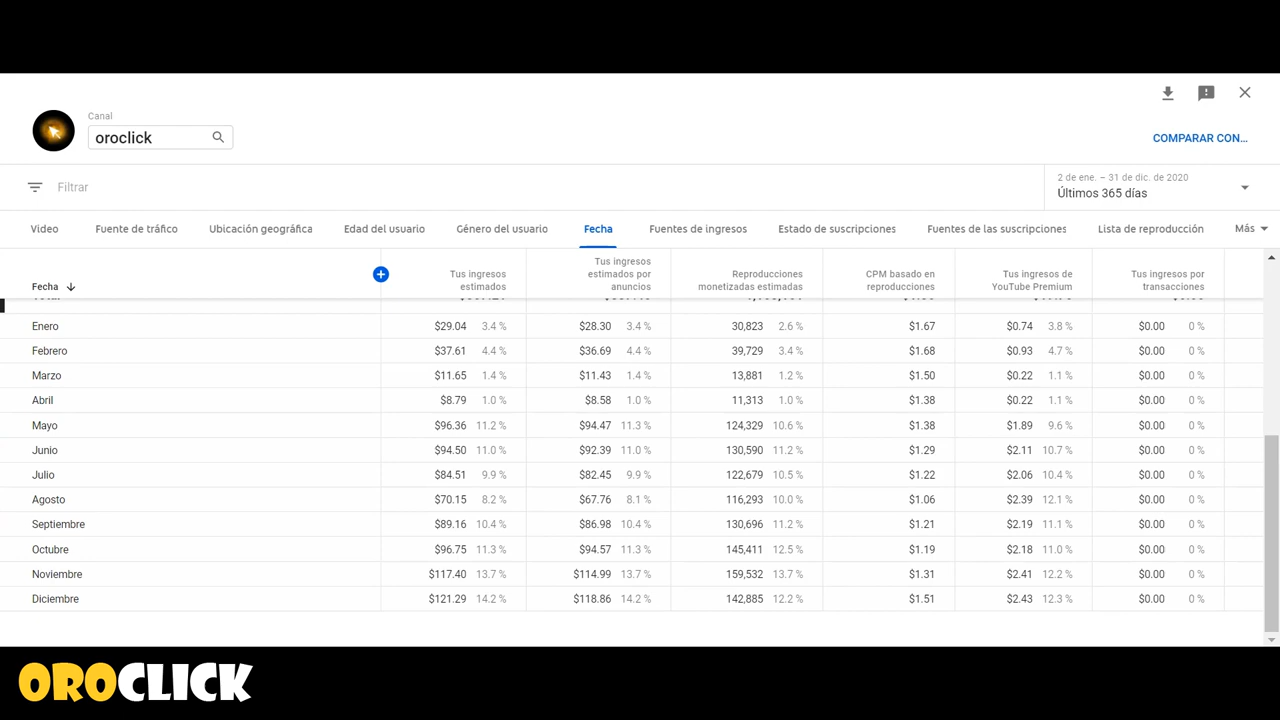 Canal
oroclick
COMPARAR CON...
Filtrar
2 de ene. – 31 de dic. de 2020
Últimos 365 días
Video Fuente de tráfico Ubicación geográfica Edad del usuario Género del usuario Fecha Fuentes de ingresos Estado de suscripciones Fuentes de las suscripciones Lista de reproducción Más
Fecha
Tus ingresos
estimados
Tus ingresos
estimados por
anuncios
Reproducciones
monetizadas estimadas
CPM basado en
reproducciones
Tus ingresos de
YouTube Premium
Tus ingresos por
transacciones
Enero $29.04 3.4 % $28.30 3.4 % 30,823 2.6 % $1.67 $0.74 3.8 % $0.00 0 %
Febrero $37.61 4.4 % $36.69 4.4 % 39,729 3.4 % $1.68 $0.93 4.7 % $0.00 0 %
Marzo $11.65 1.4 % $11.43 1.4 % 13,881 1.2 % $1.50 $0.22 1.1 % $0.00 0 %
Abril $8.79 1.0 % $8.58 1.0 % 11,313 1.0 % $1.38 $0.22 1.1 % $0.00 0 %
Mayo $96.36 11.2 % $94.47 11.3 % 124,329 10.6 % $1.38 $1.89 9.6 % $0.00 0 %
Junio $94.50 11.0 % $92.39 11.0 % 130,590 11.2 % $1.29 $2.11 10.7 % $0.00 0 %
Julio $84.51 9.9 % $82.45 9.9 % 122,679 10.5 % $1.22 $2.06 10.4 % $0.00 0 %
Agosto $70.15 8.2 % $67.76 8.1 % 116,293 10.0 % $1.06 $2.39 12.1 % $0.00 0 %
Septiembre $89.16 10.4 % $86.98 10.4 % 130,696 11.2 % $1.21 $2.19 11.1 % $0.00 0 %
Octubre $96.75 11.3 % $94.57 11.3 % 145,411 12.5 % $1.19 $2.18 11.0 % $0.00 0 %
Noviembre $117.40 13.7 % $114.99 13.7 % 159,532 13.7 % $1.31 $2.41 12.2 % $0.00 0 %
Diciembre $121.29 14.2 % $118.86 14.2 % 142,885 12.2 % $1.51 $2.43 12.3 % $0.00 0 %
OROCLICK